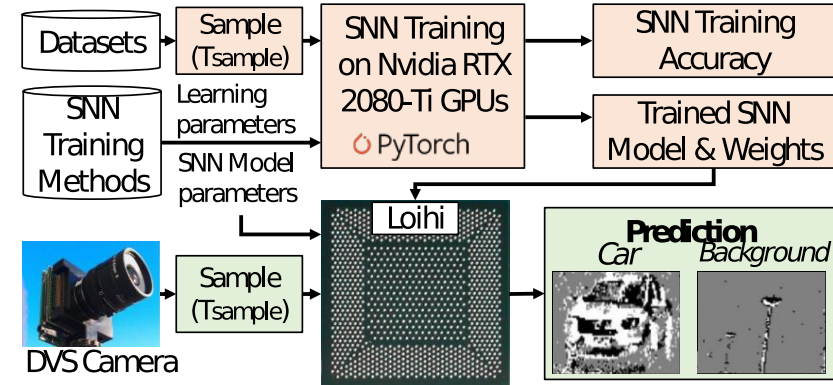 Datasets
Sample
(Tsample)
SNN Training
on Nvidia RTX
2080-Ti GPUs
PyTorch
SNN Training
Accuracy
SNN
Training
Methods
Learning
parameters
SNN Model
parameters
Trained SNN
Model & Weights
Loihi
Prediction
Car
Background
Sample
(Tsample)
DVS Camera